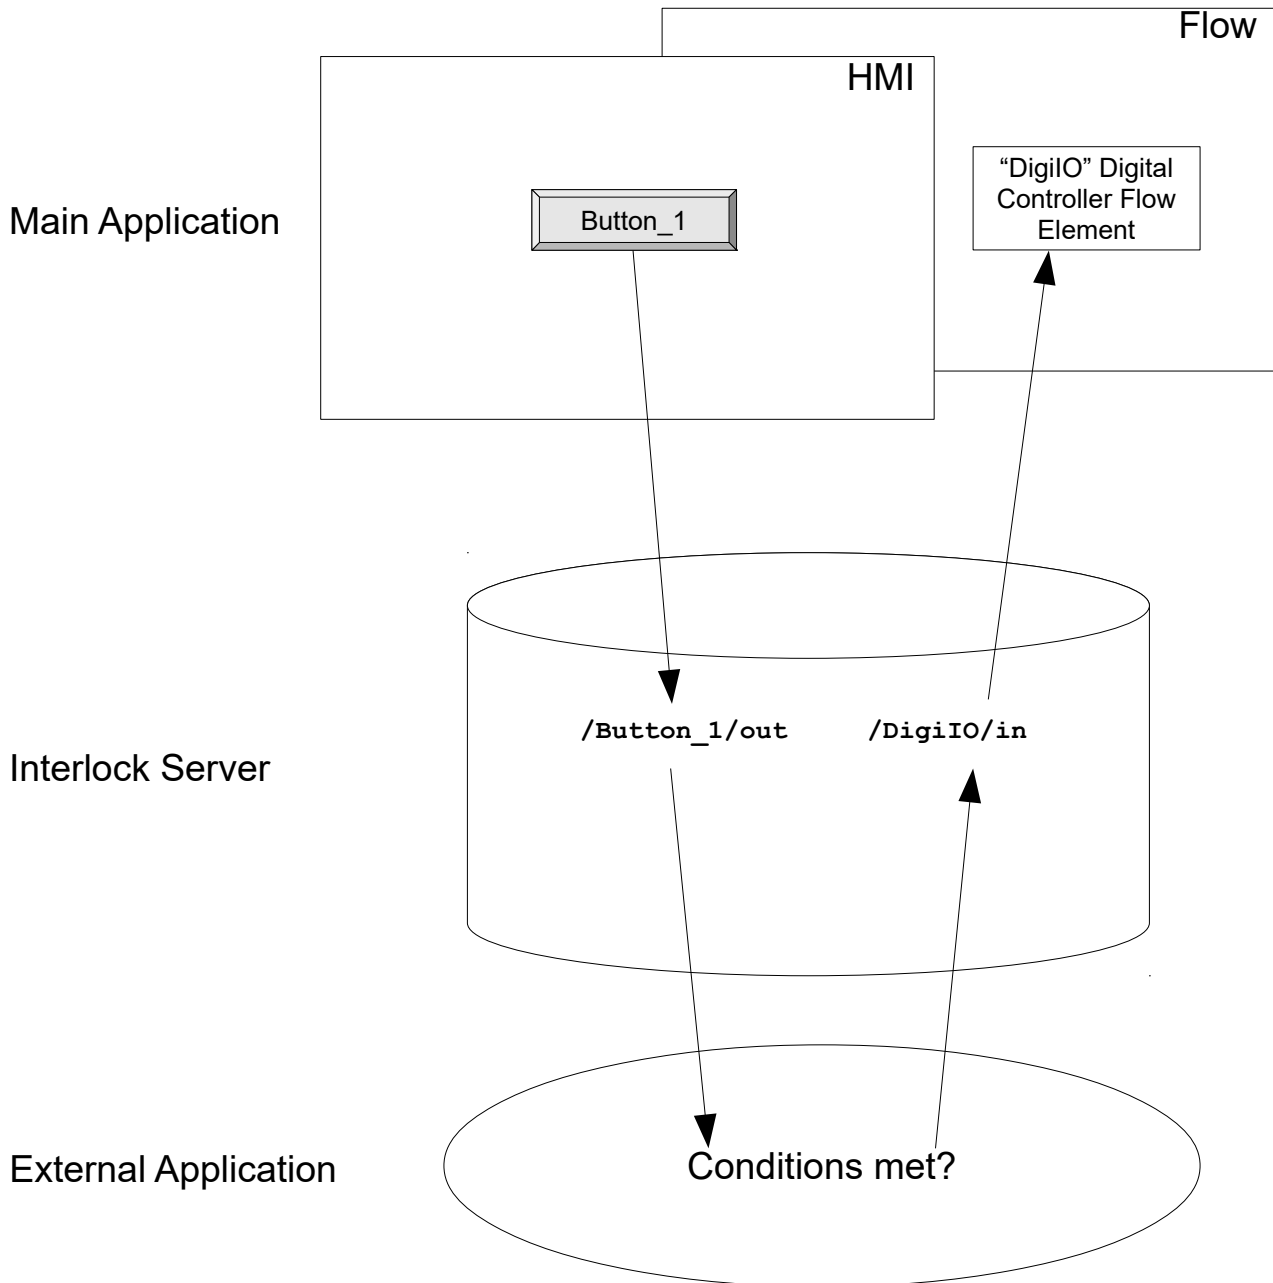 Flow
HMI
“DigiIO” Digital
Controller Flow
Element
Main Application
Button_1
/Button_1/out
/DigiIO/in
Interlock Server
External Application
Conditions met?